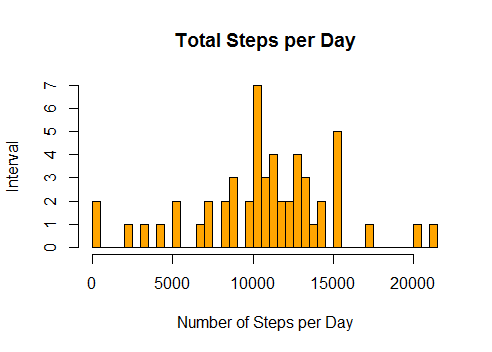 Total Steps per Day
Interval
7
6
5
4
3
2
1
0
0 5000 10000 15000 20000
Number of Steps per Day